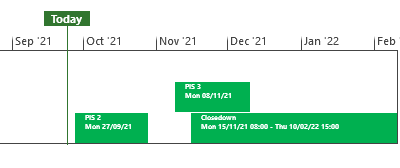 Today
Sep '21
Oct '21
Nov '21
Dec '21
Jan '22
Feb '
PIS 3
Mon 08/11/21
PIS 2
Mon 27/09/21
Closedown
Mon 15/11/21 08:00 - Thu 10/02/22 15:00